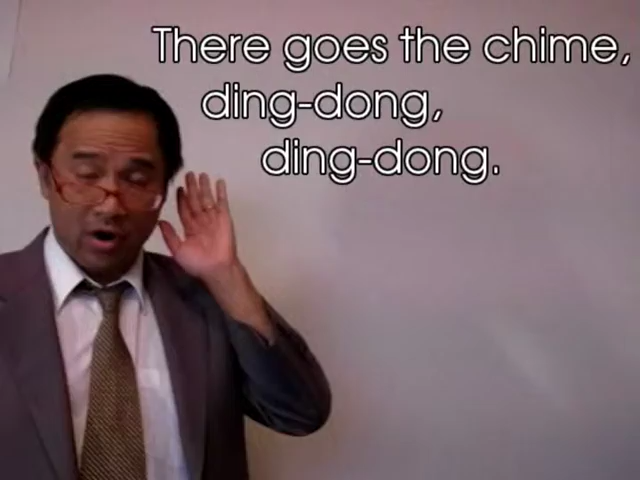 There goes the chime,
ding-dong,
ding-dong.